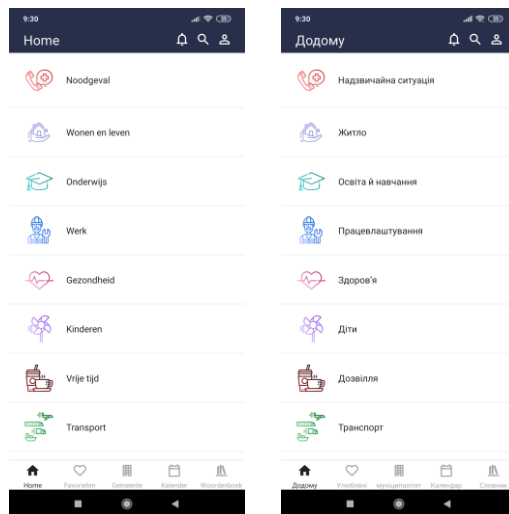 9:30
Home
Noodgeval
Wonen en leven
Onderwijs
Werk
Gezondheid
Kinderen
Vrije tijd
Transport
Home Favorieten Gemeente Kalender Woordenboek
9:30
Додому
Надзвичайна ситуація
Житло
Освіта й навчання
Працевлаштування
Здоров'я
Діти
Дозвілля
Транспорт
Додому Улюблені муніципалітет Календар Словник